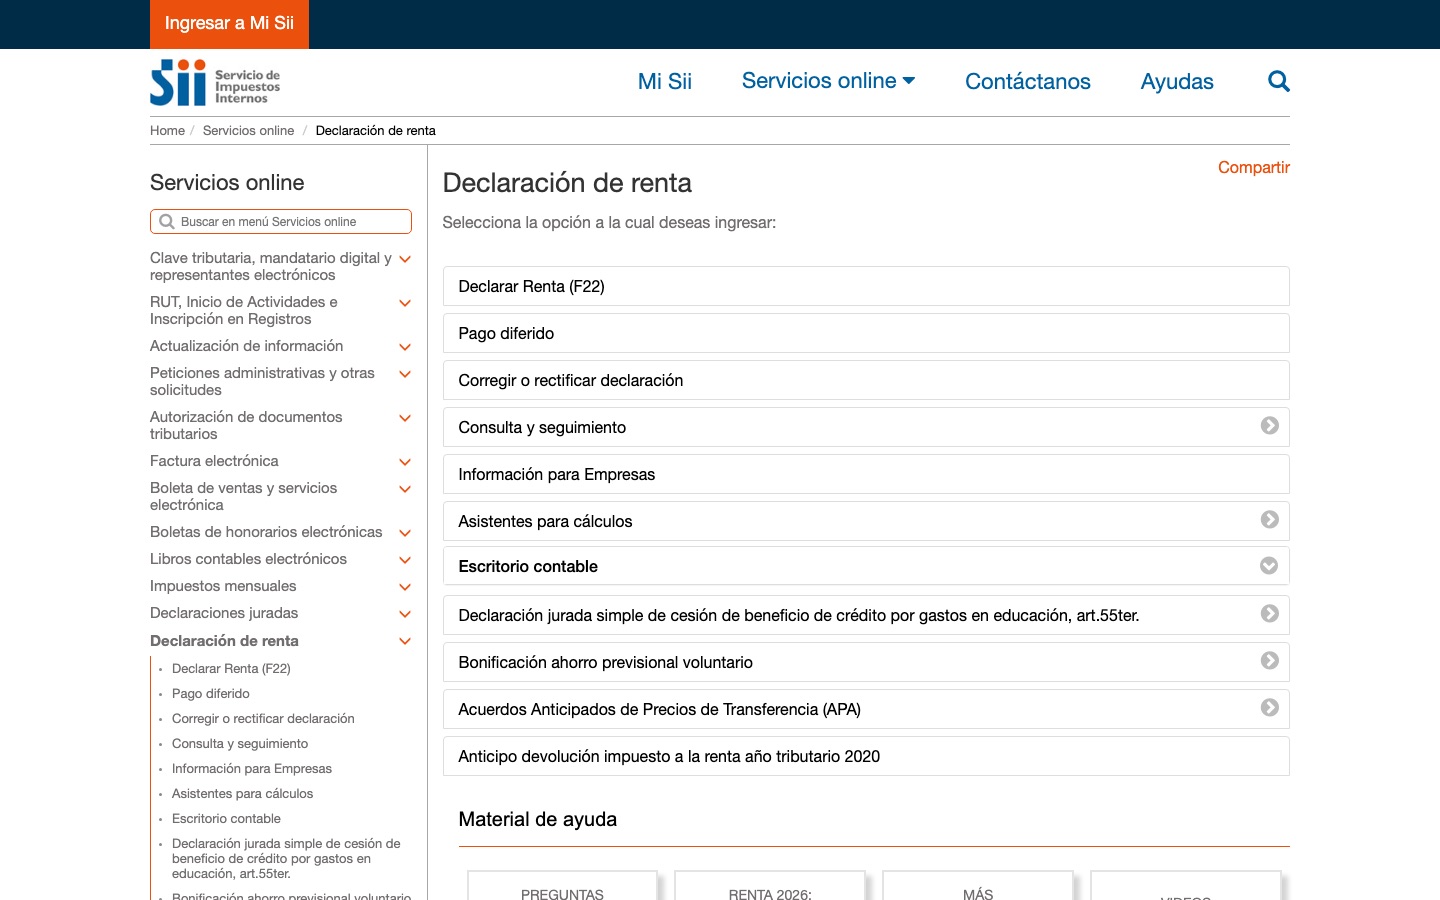 Ingresar a Mi Sii
Sii Servicio de
Impuestos
Internos
Mi Sii
Servicios online
Contáctanos
Ayudas
Home / Servicios online / Declaración de renta
Servicios online
Buscar en menú Servicios online
Clave tributaria, mandatario digital y
representantes electrónicos
RUT, Inicio de Actividades e
Inscripción en Registros
Actualización de información
Peticiones administrativas y otras
solicitudes
Autorización de documentos
tributarios
Factura electrónica
Boleta de ventas y servicios
electrónica
Boletas de honorarios electrónicas
Libros contables electrónicos
Impuestos mensuales
Declaraciones juradas
Declaración de renta
Declarar Renta (F22)
Pago diferido
Corregir o rectificar declaración
Consulta y seguimiento
Información para Empresas
Asistentes para cálculos
Escritorio contable
Declaración jurada simple de cesión de
beneficio de crédito por gastos en
educación, art.55ter.
Bonificación ahorro previsional voluntario
Compartir
Declaración de renta
Selecciona la opción a la cual deseas ingresar:
Declarar Renta (F22)
Pago diferido
Corregir o rectificar declaración
Consulta y seguimiento
Información para Empresas
Asistentes para cálculos
Escritorio contable
Declaración jurada simple de cesión de beneficio de crédito por gastos en educación, art.55ter.
Bonificación ahorro previsional voluntario
Acuerdos Anticipados de Precios de Transferencia (APA)
Anticipo devolución impuesto a la renta año tributario 2020
Material de ayuda
PREGUNTAS
RENTA 2026:
MÁS
VIDEOS